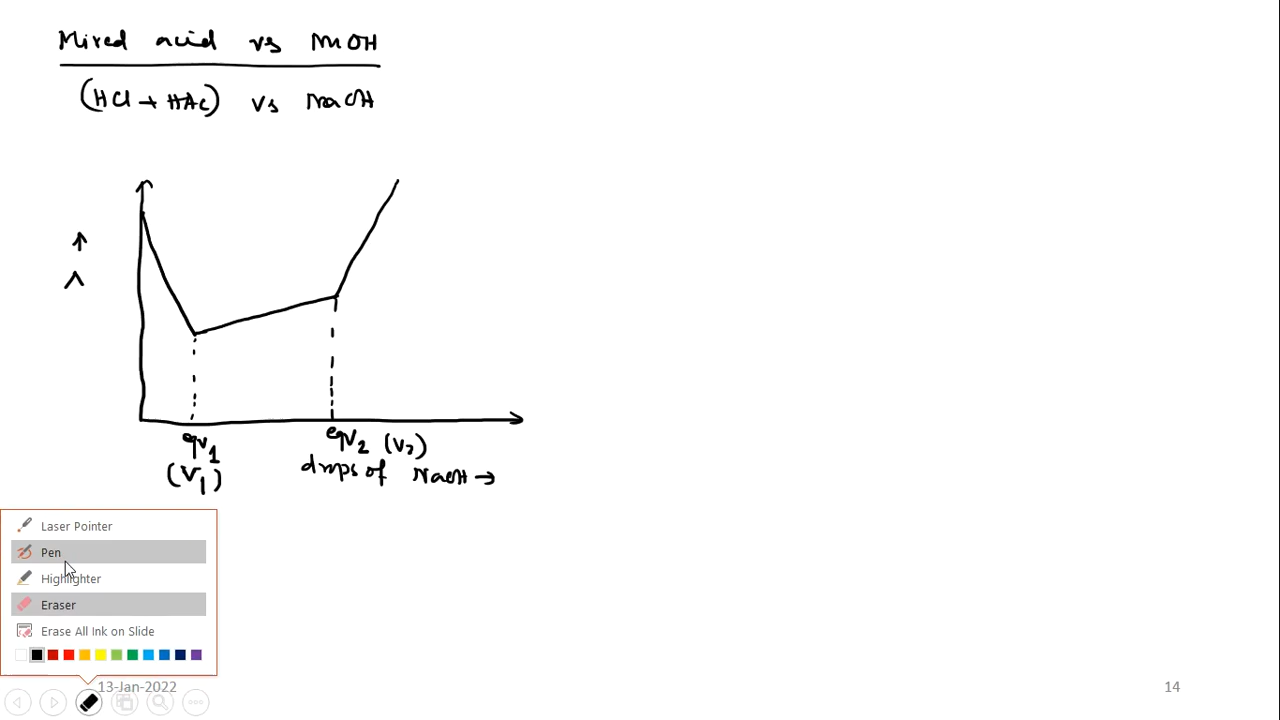 Mixed acid vs NaOH
(HCl + HAc) vs NaOH
↑
Λ
eqv1
(V1)
eqv2 (V2)
drops of NaOH →
Laser Pointer
Pen
Highlighter
Eraser
Erase All Ink on Slide
13-Jan-2022
14